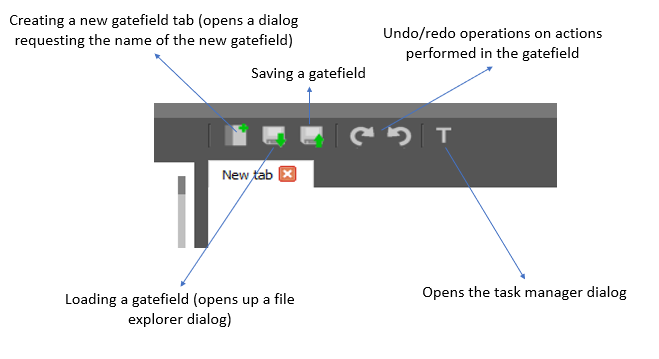 Creating a new gatefield tab (opens a dialog
requesting the name of the new gatefield)
Undo/redo operations on actions
performed in the gatefield
Saving a gatefield
T
New tab
Loading a gatefield (opens up a file
explorer dialog)
Opens the task manager dialog